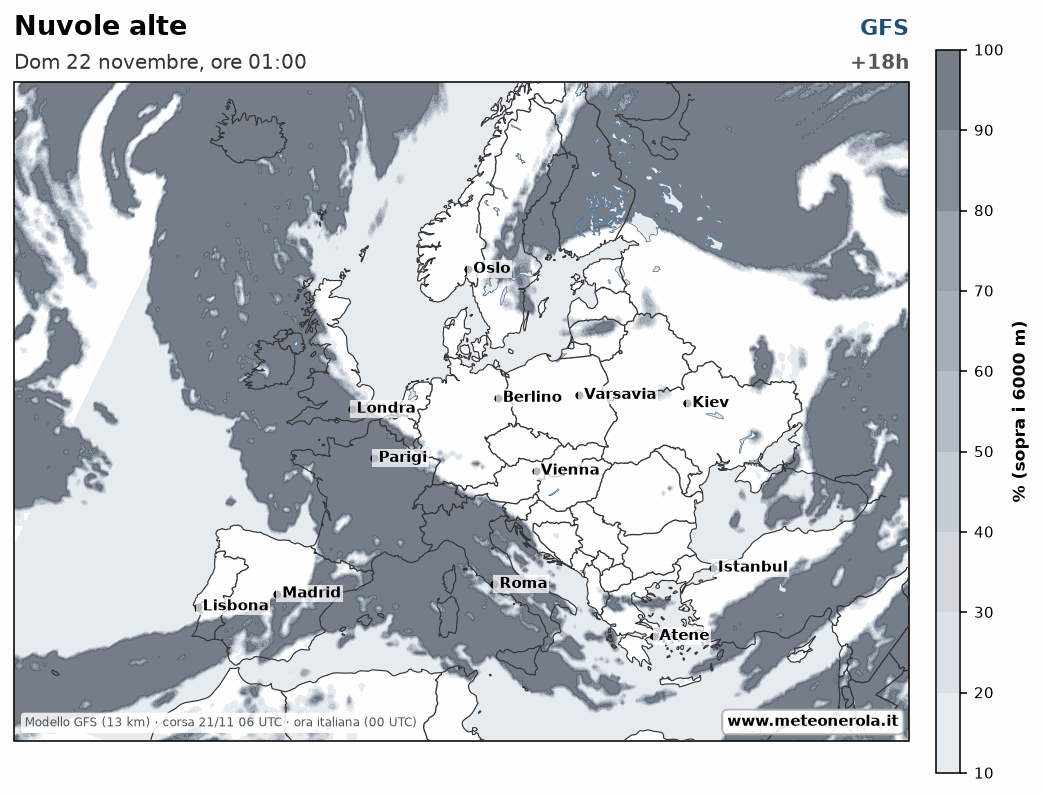 Nuvole alte
GFS
Dom 22 novembre, ore 01:00
+18h
100
90
80
70
60
50
40
30
20
10
% (sopra i 6000 m)
Oslo
Londra
Berlino
Varsavia
Kiev
Parigi
Vienna
Istanbul
Roma
Madrid
Lisbona
Atene
Modello GFS (13 km) · corsa 21/11 06 UTC · ora italiana (00 UTC)
www.meteonerola.it